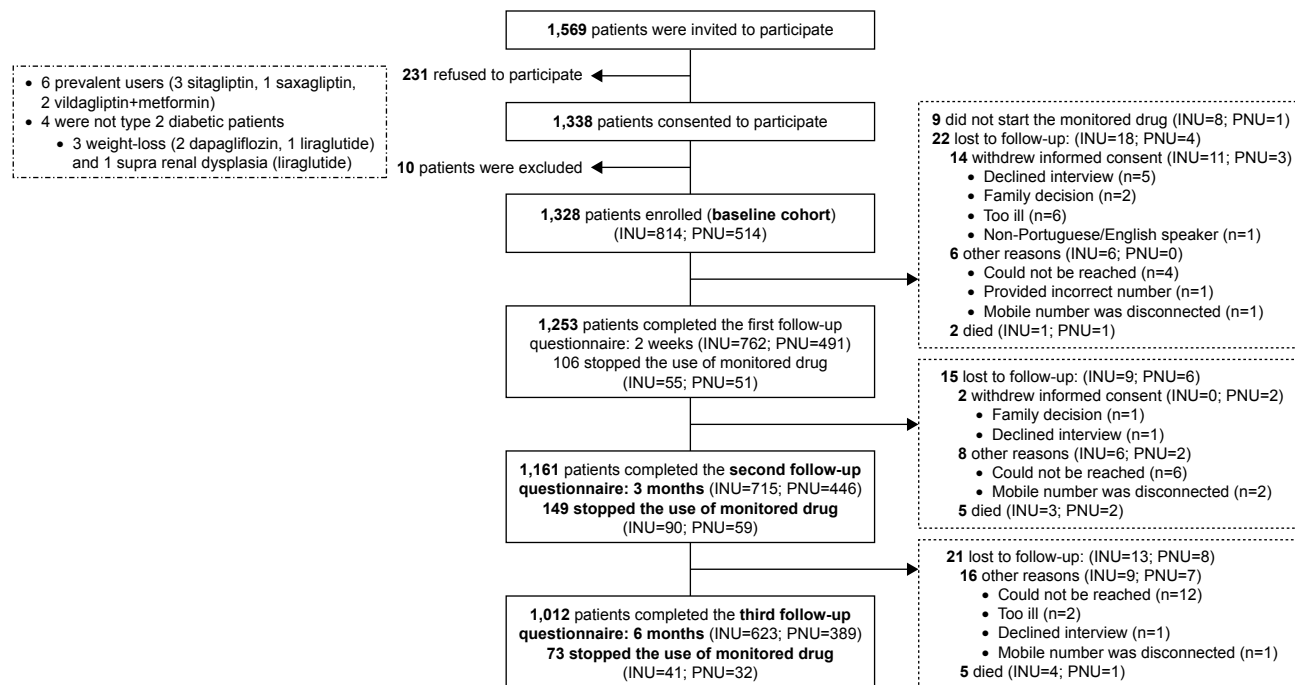 1,569 patients were invited to participate
231 refused to participate
• 6 prevalent users (3 sitagliptin, 1 saxagliptin,
2 vildagliptin+metformin)
• 4 were not type 2 diabetic patients
• 3 weight-loss (2 dapagliflozin, 1 liraglutide)
and 1 supra renal dysplasia (liraglutide)
1,338 patients consented to participate
10 patients were excluded
1,328 patients enrolled (baseline cohort)
(INU=814; PNU=514)
9 did not start the monitored drug (INU=8; PNU=1)
22 lost to follow-up: (INU=18; PNU=4)
14 withdrew informed consent (INU=11; PNU=3)
• Declined interview (n=5)
• Family decision (n=2)
• Too ill (n=6)
• Non-Portuguese/English speaker (n=1)
6 other reasons (INU=6; PNU=0)
• Could not be reached (n=4)
• Provided incorrect number (n=1)
• Mobile number was disconnected (n=1)
2 died (INU=1; PNU=1)
1,253 patients completed the first follow-up
questionnaire: 2 weeks (INU=762; PNU=491)
106 stopped the use of monitored drug
(INU=55; PNU=51)
15 lost to follow-up: (INU=9; PNU=6)
2 withdrew informed consent (INU=0; PNU=2)
• Family decision (n=1)
• Declined interview (n=1)
8 other reasons (INU=6; PNU=2)
• Could not be reached (n=6)
• Mobile number was disconnected (n=2)
5 died (INU=3; PNU=2)
1,161 patients completed the second follow-up
questionnaire: 3 months (INU=715; PNU=446)
149 stopped the use of monitored drug
(INU=90; PNU=59)
21 lost to follow-up: (INU=13; PNU=8)
16 other reasons (INU=9; PNU=7)
• Could not be reached (n=12)
• Too ill (n=2)
• Declined interview (n=1)
• Mobile number was disconnected (n=1)
5 died (INU=4; PNU=1)
1,012 patients completed the third follow-up
questionnaire: 6 months (INU=623; PNU=389)
73 stopped the use of monitored drug
(INU=41; PNU=32)